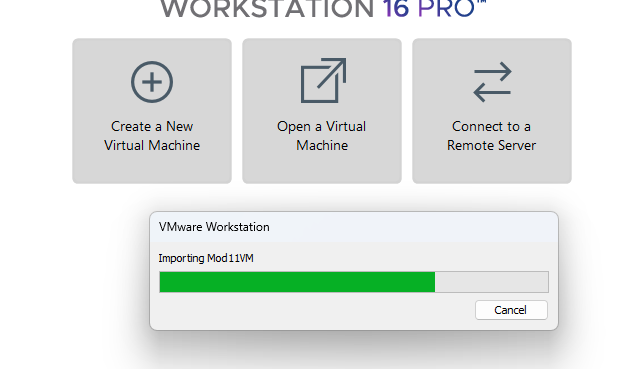 WORKSTATION 16 PRO™
Create a New
Virtual Machine
Open a Virtual
Machine
Connect to a
Remote Server
VMware Workstation
Importing Mod11VM
Cancel